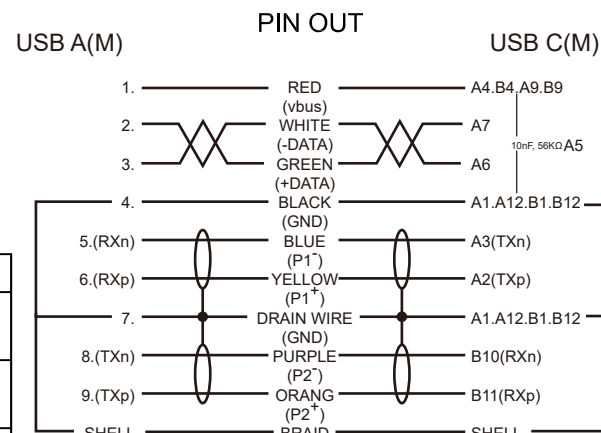 PIN OUT
USB A(M) USB C(M)
1. RED A4.B4.A9.B9
(vbus)
2. WHITE A7
(-DATA) 10nF, 56KΩ A5
3. GREEN A6
(+DATA)
4. BLACK A1.A12.B1.B12
(GND)
5.(RXn) BLUE A3(TXn)
(P1-)
6.(RXp) YELLOW A2(TXp)
(P1+)
7. DRAIN WIRE A1.A12.B1.B12
(GND)
8.(TXn) PURPLE B10(RXn)
(P2-)
9.(TXp) ORANG B11(RXp)
(P2+)
SHELL BRAID SHELL